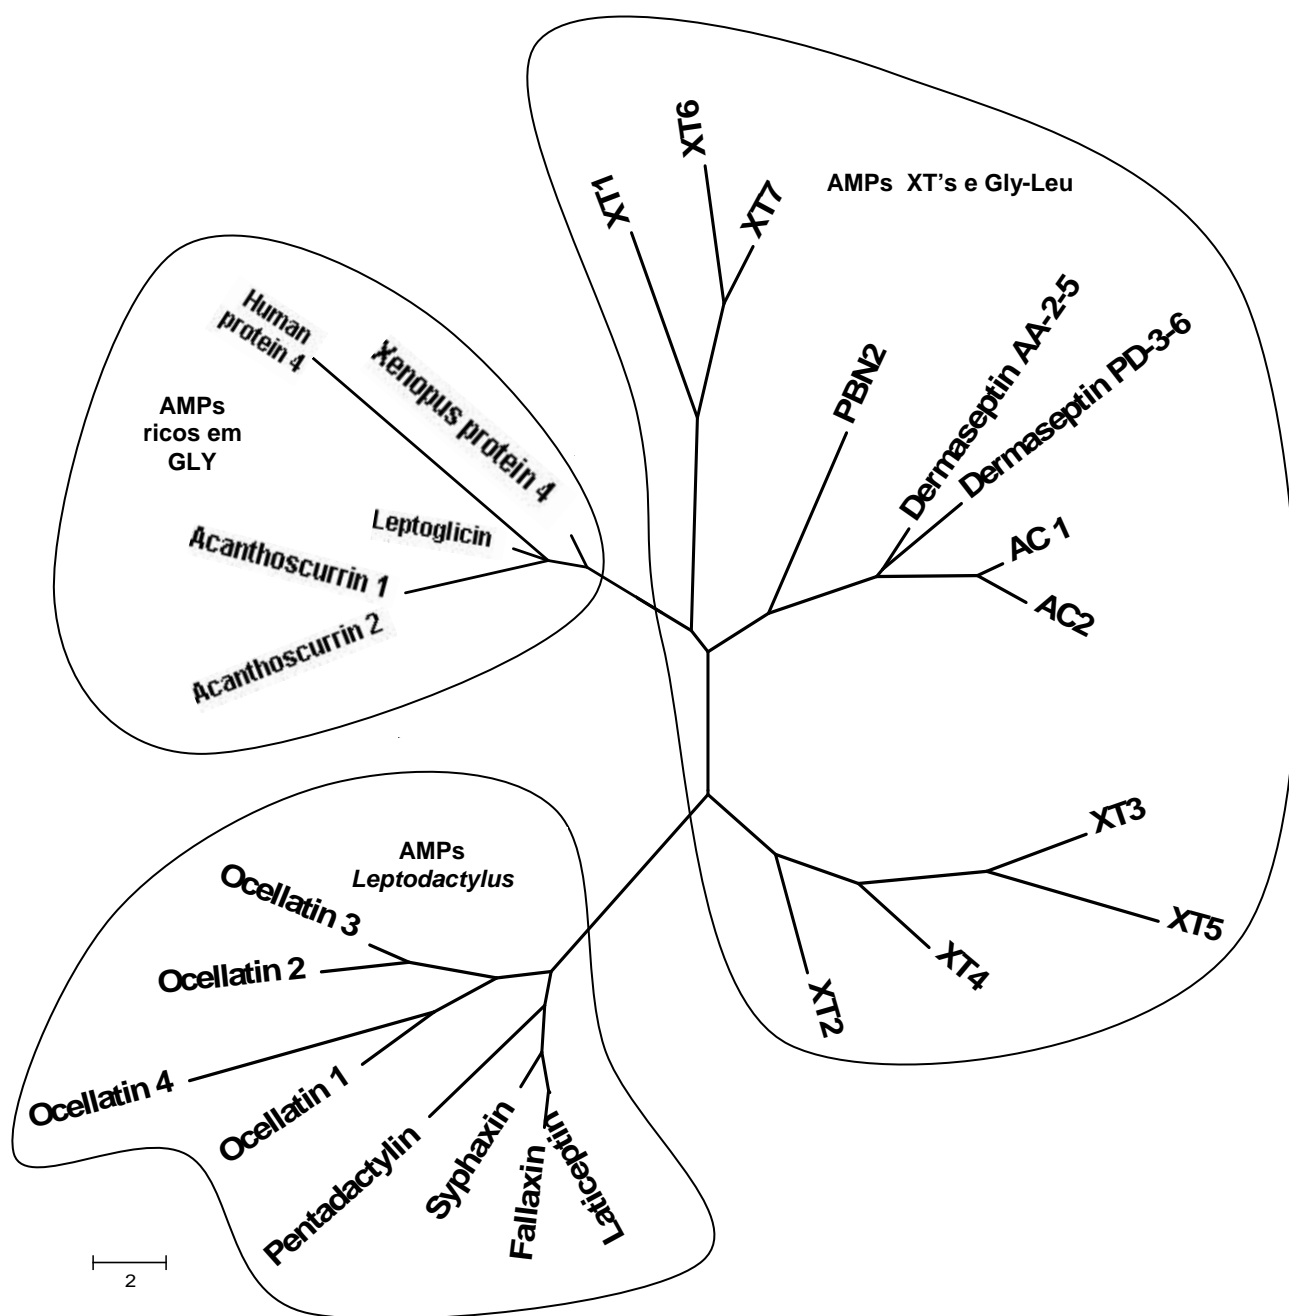 XT6
XT1
XT7
AMPs XT's e Gly-Leu
Human
protein 4
Xenopus protein 4
AMPs
ricos em
GLY
Leptoglicin
Acanthoscurrin 1
Acanthoscurrin 2
PBN2
Dermaseptin AA-2-5
Dermaseptin PD-3-6
AC 1
AC2
XT3
XT5
XT4
XT2
AMPs
Leptodactylus
Ocellatin 3
Ocellatin 2
Ocellatin 4
Ocellatin 1
Pentadactylin
Syphaxin
Fallaxin
Laticeptin
2